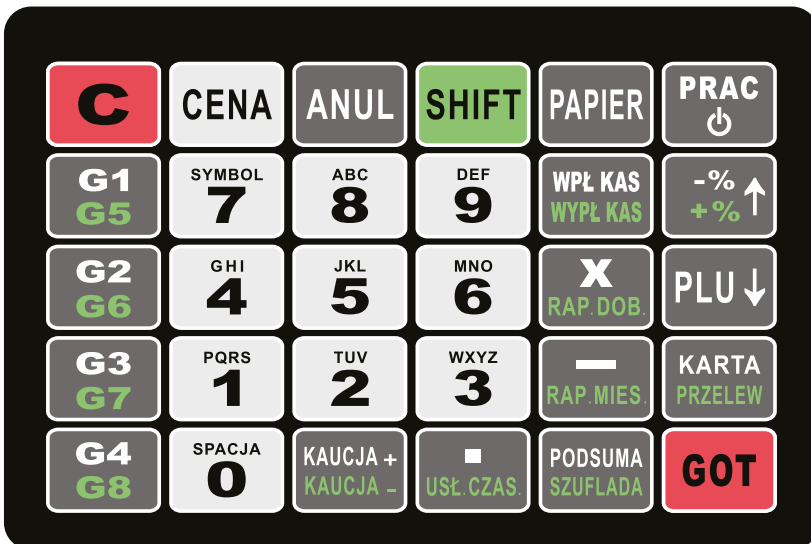 C CENA ANUL SHIFT PAPIER PRAC
G1 SYMBOL ABC DEF WPŁ KAS -% ↑
G5 7 8 9 WYPŁ KAS +%
G2 GHI JKL MNO X PLU ↓
G6 4 5 6 RAP.DOB.
G3 PQRS TUV WXYZ — KARTA
G7 1 2 3 RAP.MIES. PRZELEW
G4 SPACJA KAUCJA + ▪ PODSUMA GOT
G8 0 KAUCJA – USŁ.CZAS. SZUFLADA